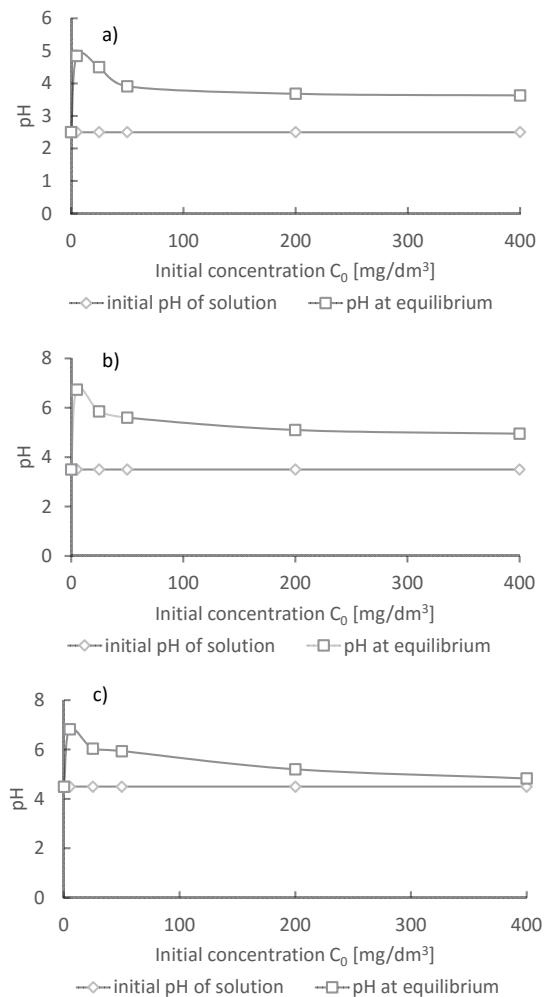 a)
6
5
4
3
2
1
0
pH
0 100 200 300 400
Initial concentration C₀ [mg/dm³]
initial pH of solution pH at equilibrium
b)
8
6
4
2
0
pH
0 100 200 300 400
Initial concentration C₀ [mg/dm³]
initial pH of solution pH at equilibrium
c)
8
6
4
2
0
pH
0 100 200 300 400
Initial concentration C₀ [mg/dm³]
initial pH of solution pH at equilibrium